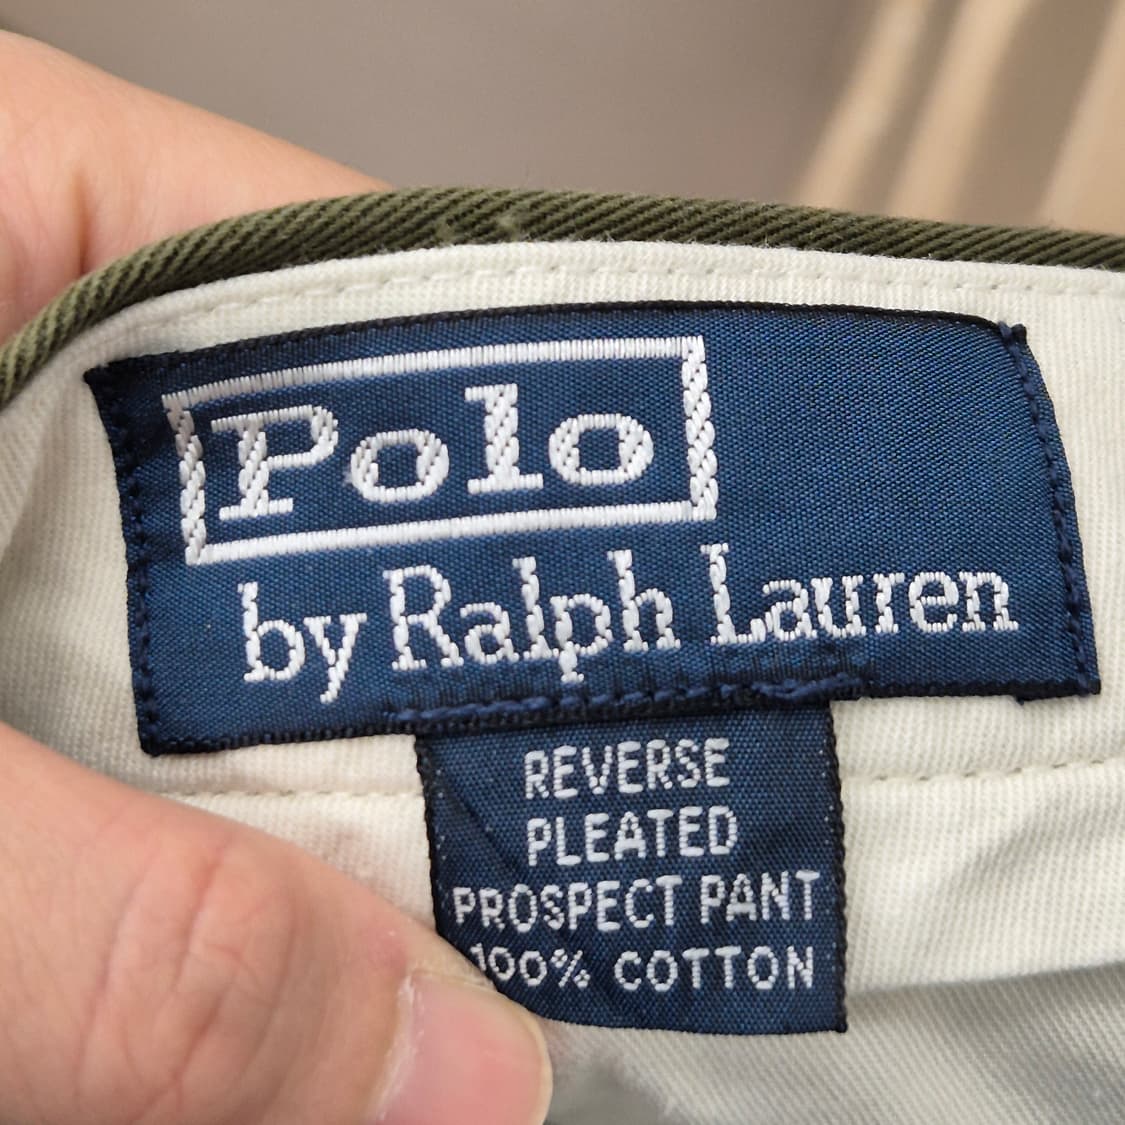 Polo
by Ralph Lauren
REVERSE
PLEATED
PROSPECT PANT
100% COTTON